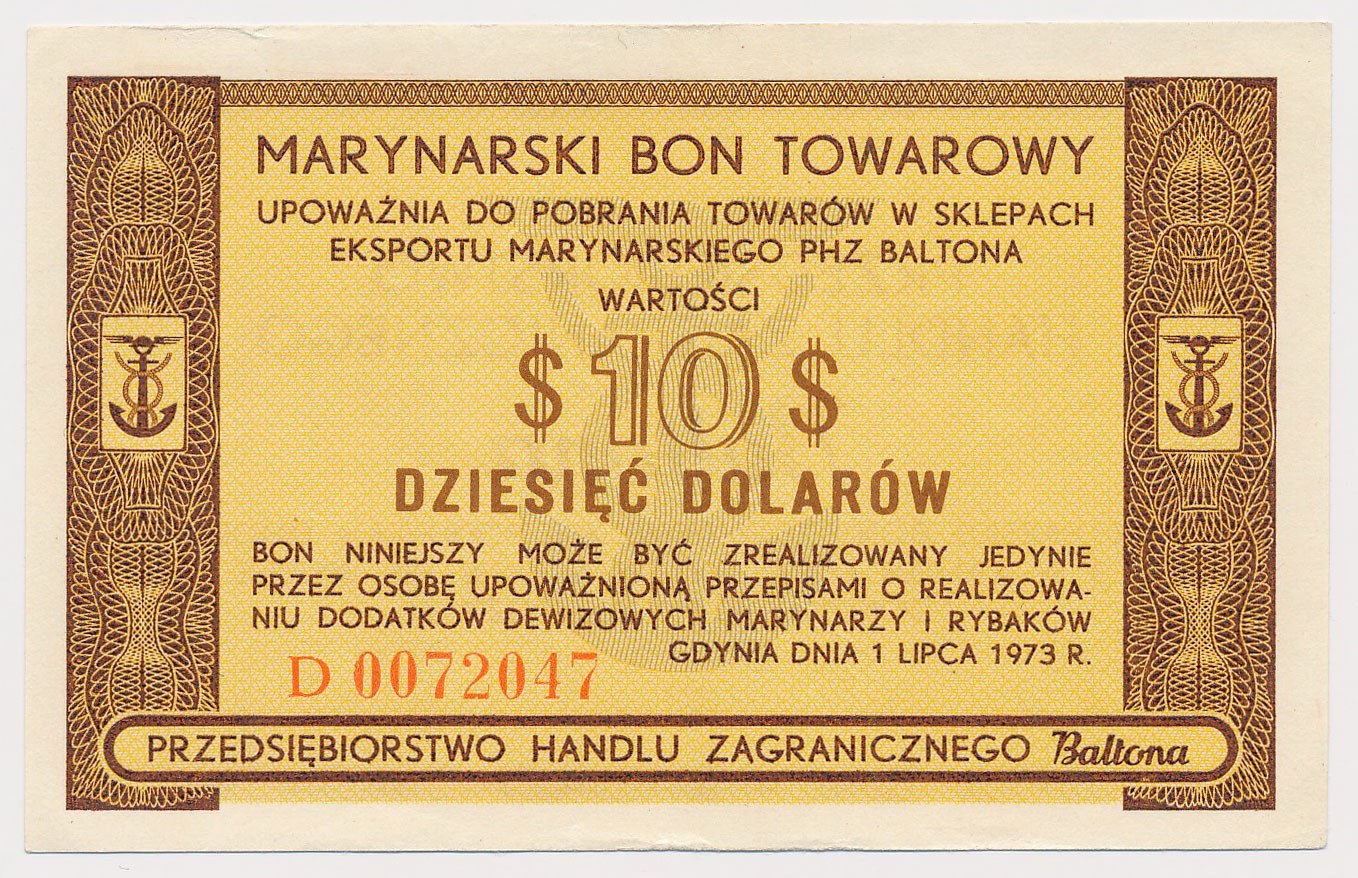 MARYNARSKI BON TOWAROWY
UPOWAŻNIA DO POBRANIA TOWARÓW W SKLEPACH
EKSPORTU MARYNARSKIEGO PHZ BALTONA
WARTOŚCI
$ 10 $
DZIESIĘĆ DOLARÓW
BON NINIEJSZY MOŻE BYĆ ZREALIZOWANY JEDYNIE
PRZEZ OSOBĘ UPOWAŻNIONĄ PRZEPISAMI O REALIZOWA-
NIU DODATKÓW DEWIZOWYCH MARYNARZY I RYBAKÓW
GDYNIA DNIA 1 LIPCA 1973 R.
D 0072047
PRZEDSIĘBIORSTWO HANDLU ZAGRANICZNEGO Baltona